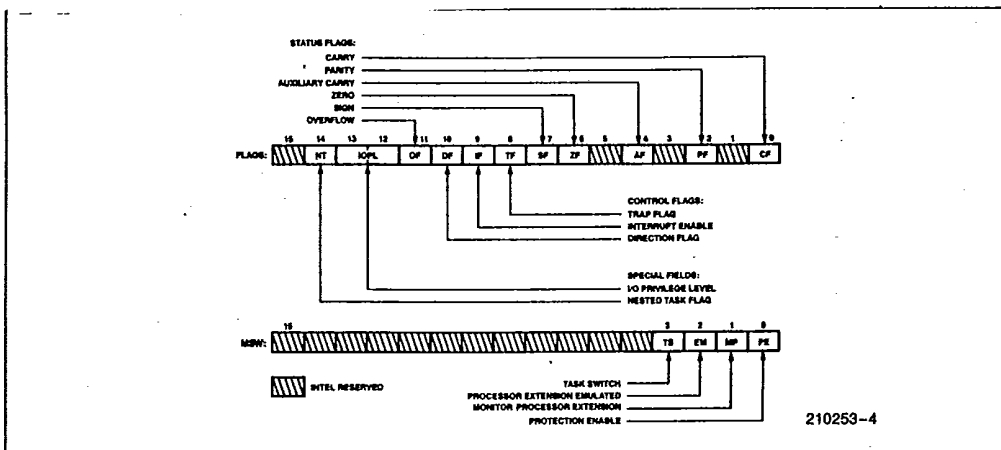 STATUS FLAGS:
CARRY
PARITY
AUXILIARY CARRY
ZERO
SIGN
OVERFLOW
15 14 13 12 11 10 9 8 7 6 5 4 3 2 1 0
FLAGS: NT IOPL OF DF IF TF SF ZF AF PF CF
CONTROL FLAGS:
TRAP FLAG
INTERRUPT ENABLE
DIRECTION FLAG
SPECIAL FIELDS:
I/O PRIVILEGE LEVEL
NESTED TASK FLAG
15 3 2 1 0
MSW: TS EM MP PE
INTEL RESERVED
TASK SWITCH
PROCESSOR EXTENSION EMULATED
MONITOR PROCESSOR EXTENSION
PROTECTION ENABLE
210253-4